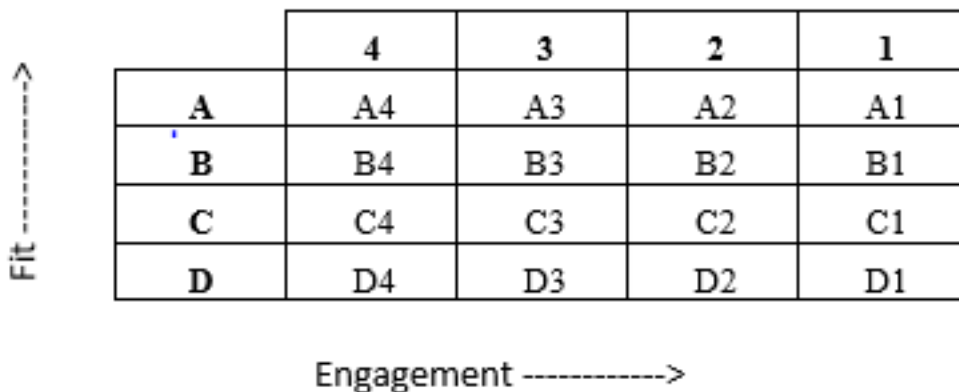 4 3 2 1
A A4 A3 A2 A1
B B4 B3 B2 B1
C C4 C3 C2 C1
D D4 D3 D2 D1
Fit ------------->
Engagement ------------>